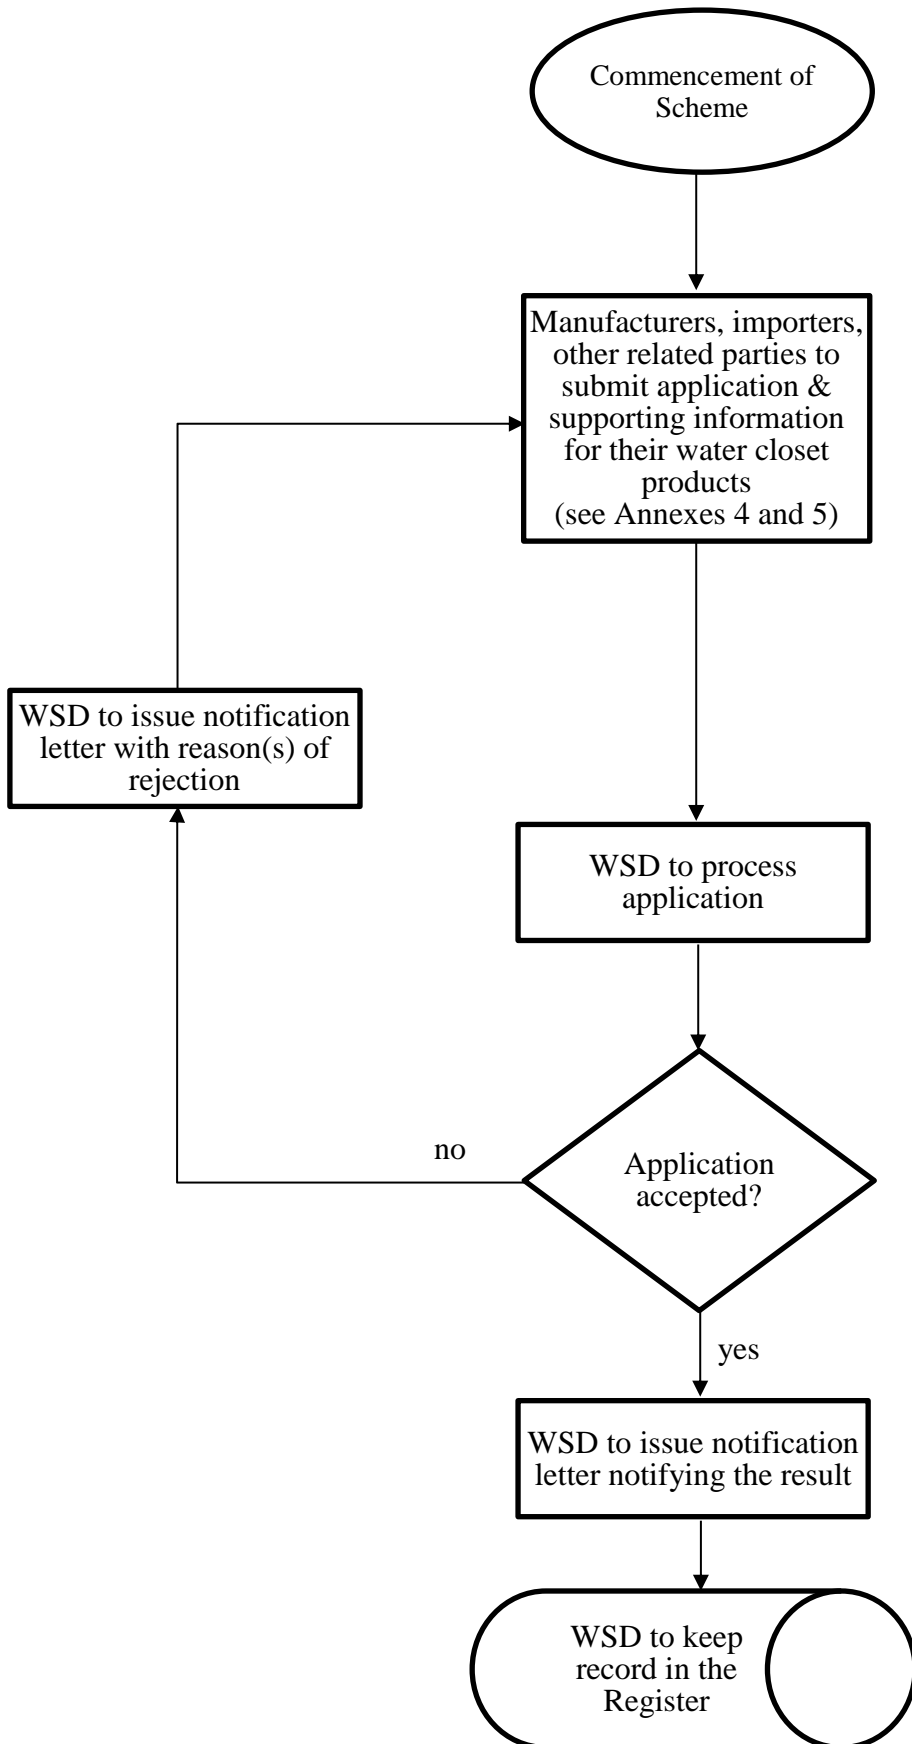 Commencement of
Scheme
Manufacturers, importers,
other related parties to
submit application &
supporting information
for their water closet
products
(see Annexes 4 and 5)
WSD to issue notification
letter with reason(s) of
rejection
WSD to process
application
no
Application
accepted?
yes
WSD to issue notification
letter notifying the result
WSD to keep
record in the
Register